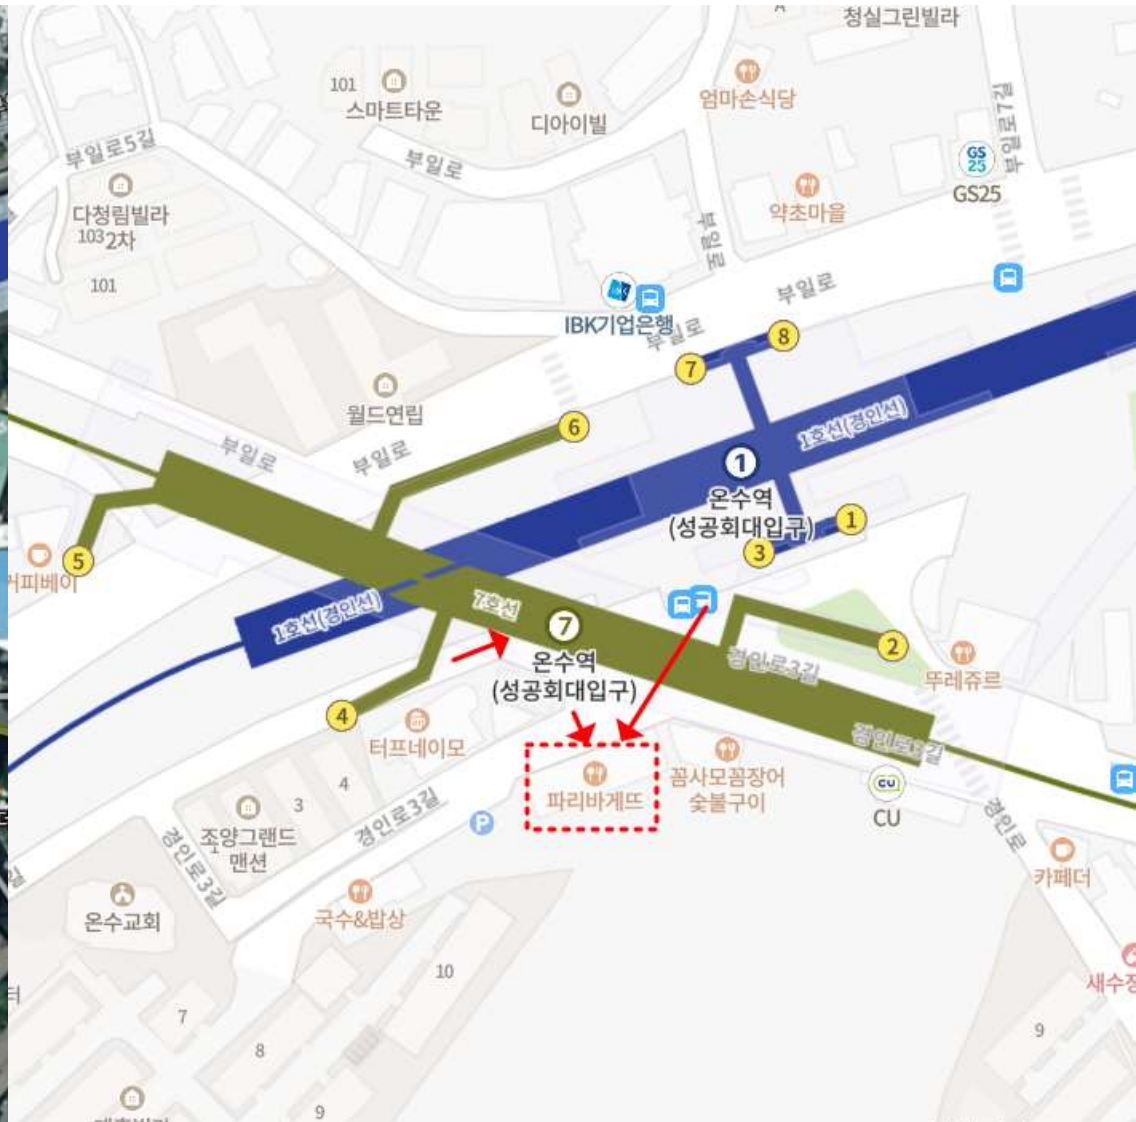 청실그린빌라
101
스마트타운
디아이빌
엄마손식당
부일로7길
부일로5길
부일로
GS
25
GS25
다청림빌라
103 2차
101
약초마을
부일로
부일로
IBK기업은행
부일로
8
7
월드연립
6
1호선(경인선)
부일로
부일로
1
온수역
(성공회대입구)
1
3
5
커피베이
1호선(경인선)
7호선
7
온수역
(성공회대입구)
2
경인로3길
뚜레쥬르
4
터프네이모
경인로3길
파리바게뜨
꼼사모꼼장어
숯불구이
CU
CU
4
3
1
조양그랜드
맨션
경인로3길
P
경인로3길
경인로
카페더
온수교회
국수&밥상
10
7
8
9
9